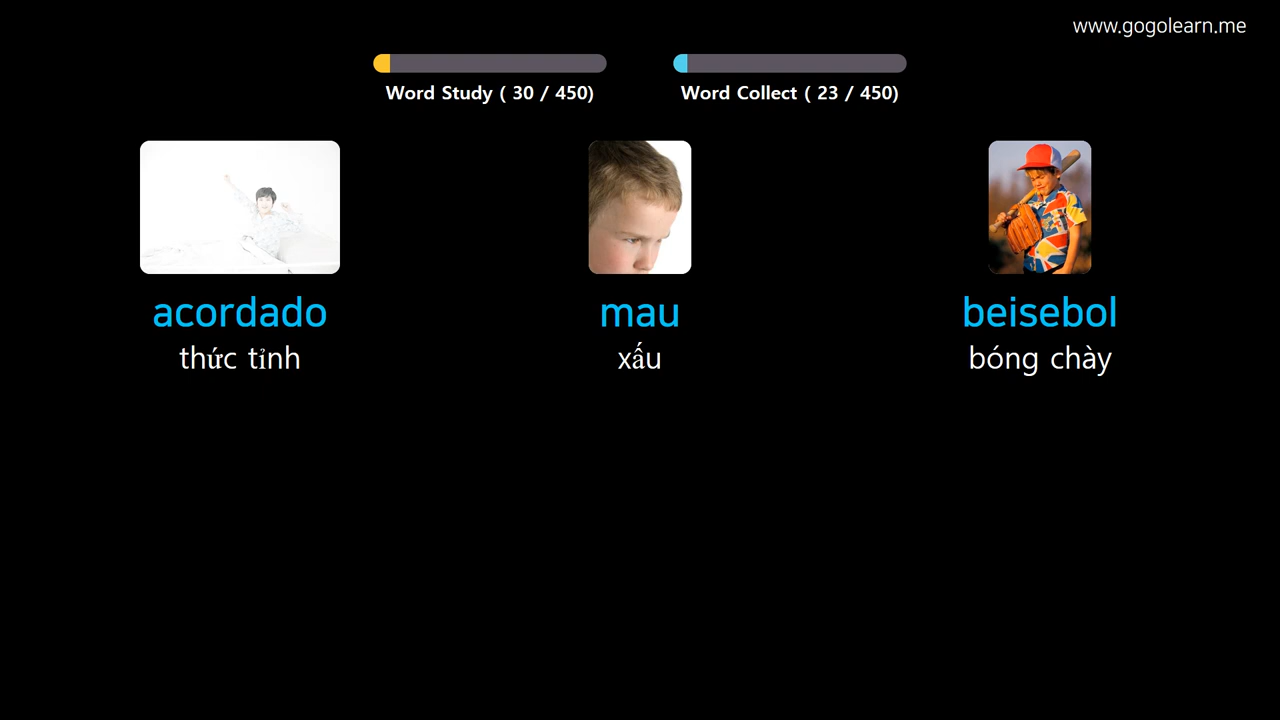 www.gogolearn.me
Word Study ( 30 / 450)
Word Collect ( 23 / 450)
acordado
thức tỉnh
mau
xấu
beisebol
bóng chày